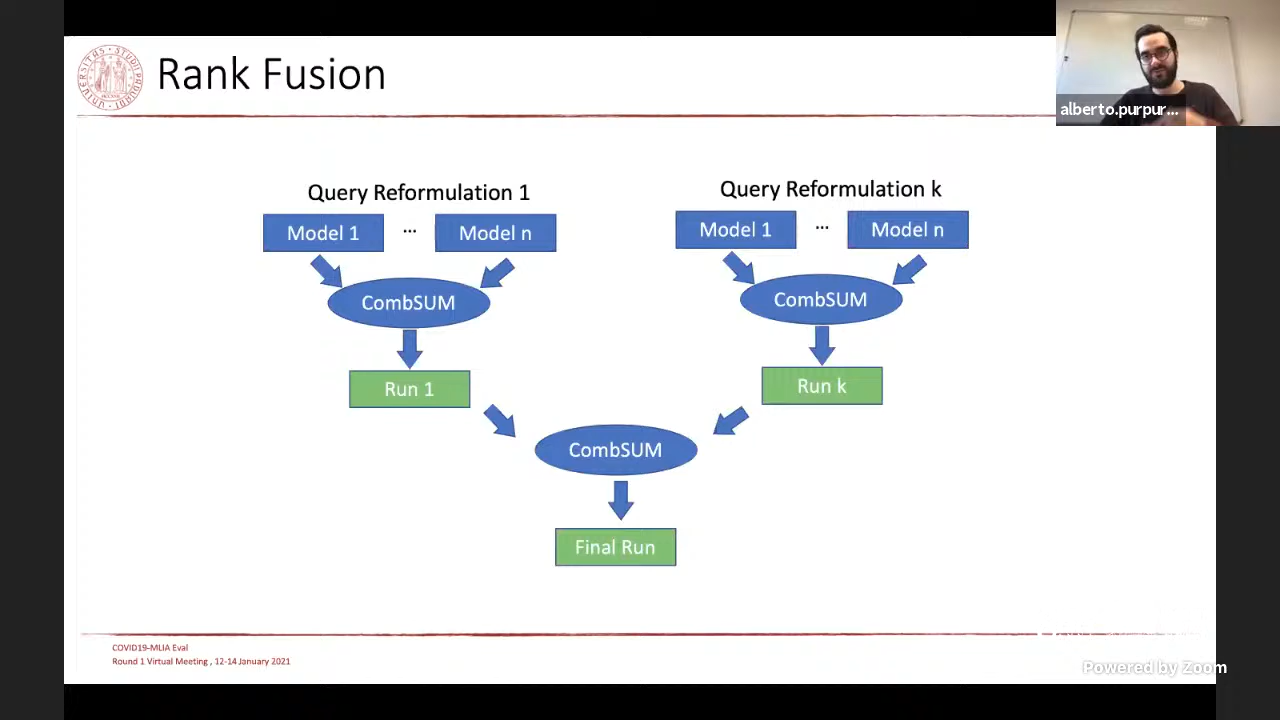 Rank Fusion
alberto.purpur...
Query Reformulation 1
Query Reformulation k
Model 1
...
Model n
Model 1
...
Model n
CombSUM
CombSUM
Run 1
Run k
CombSUM
Final Run
COVID19-MLIA Eval
Round 1 Virtual Meeting , 12-14 January 2021
Powered by Zoom